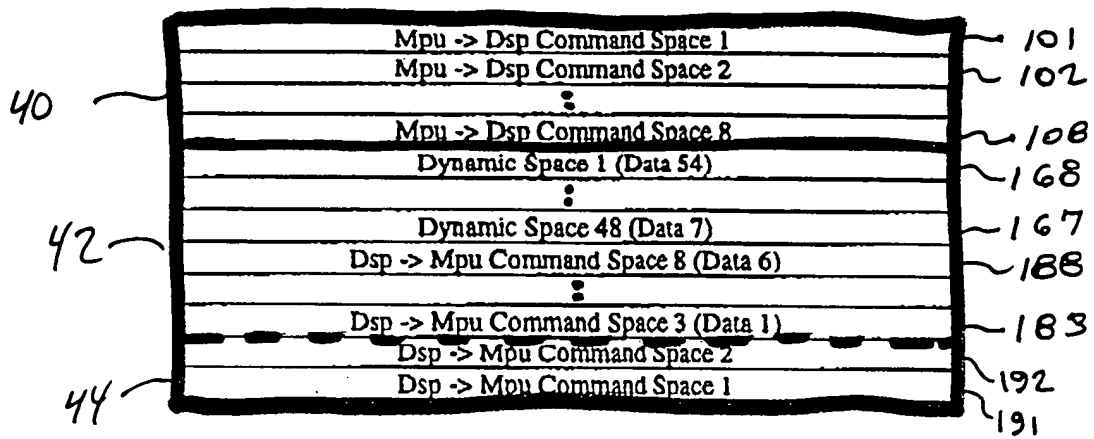 Mpu -> Dsp Command Space 1 101
Mpu -> Dsp Command Space 2 102
40
Mpu -> Dsp Command Space 8 108
Dynamic Space 1 (Data 54) 168
Dynamic Space 48 (Data 7) 167
42
Dsp -> Mpu Command Space 8 (Data 6) 188
Dsp -> Mpu Command Space 3 (Data 1) 183
Dsp -> Mpu Command Space 2 192
44
Dsp -> Mpu Command Space 1 191